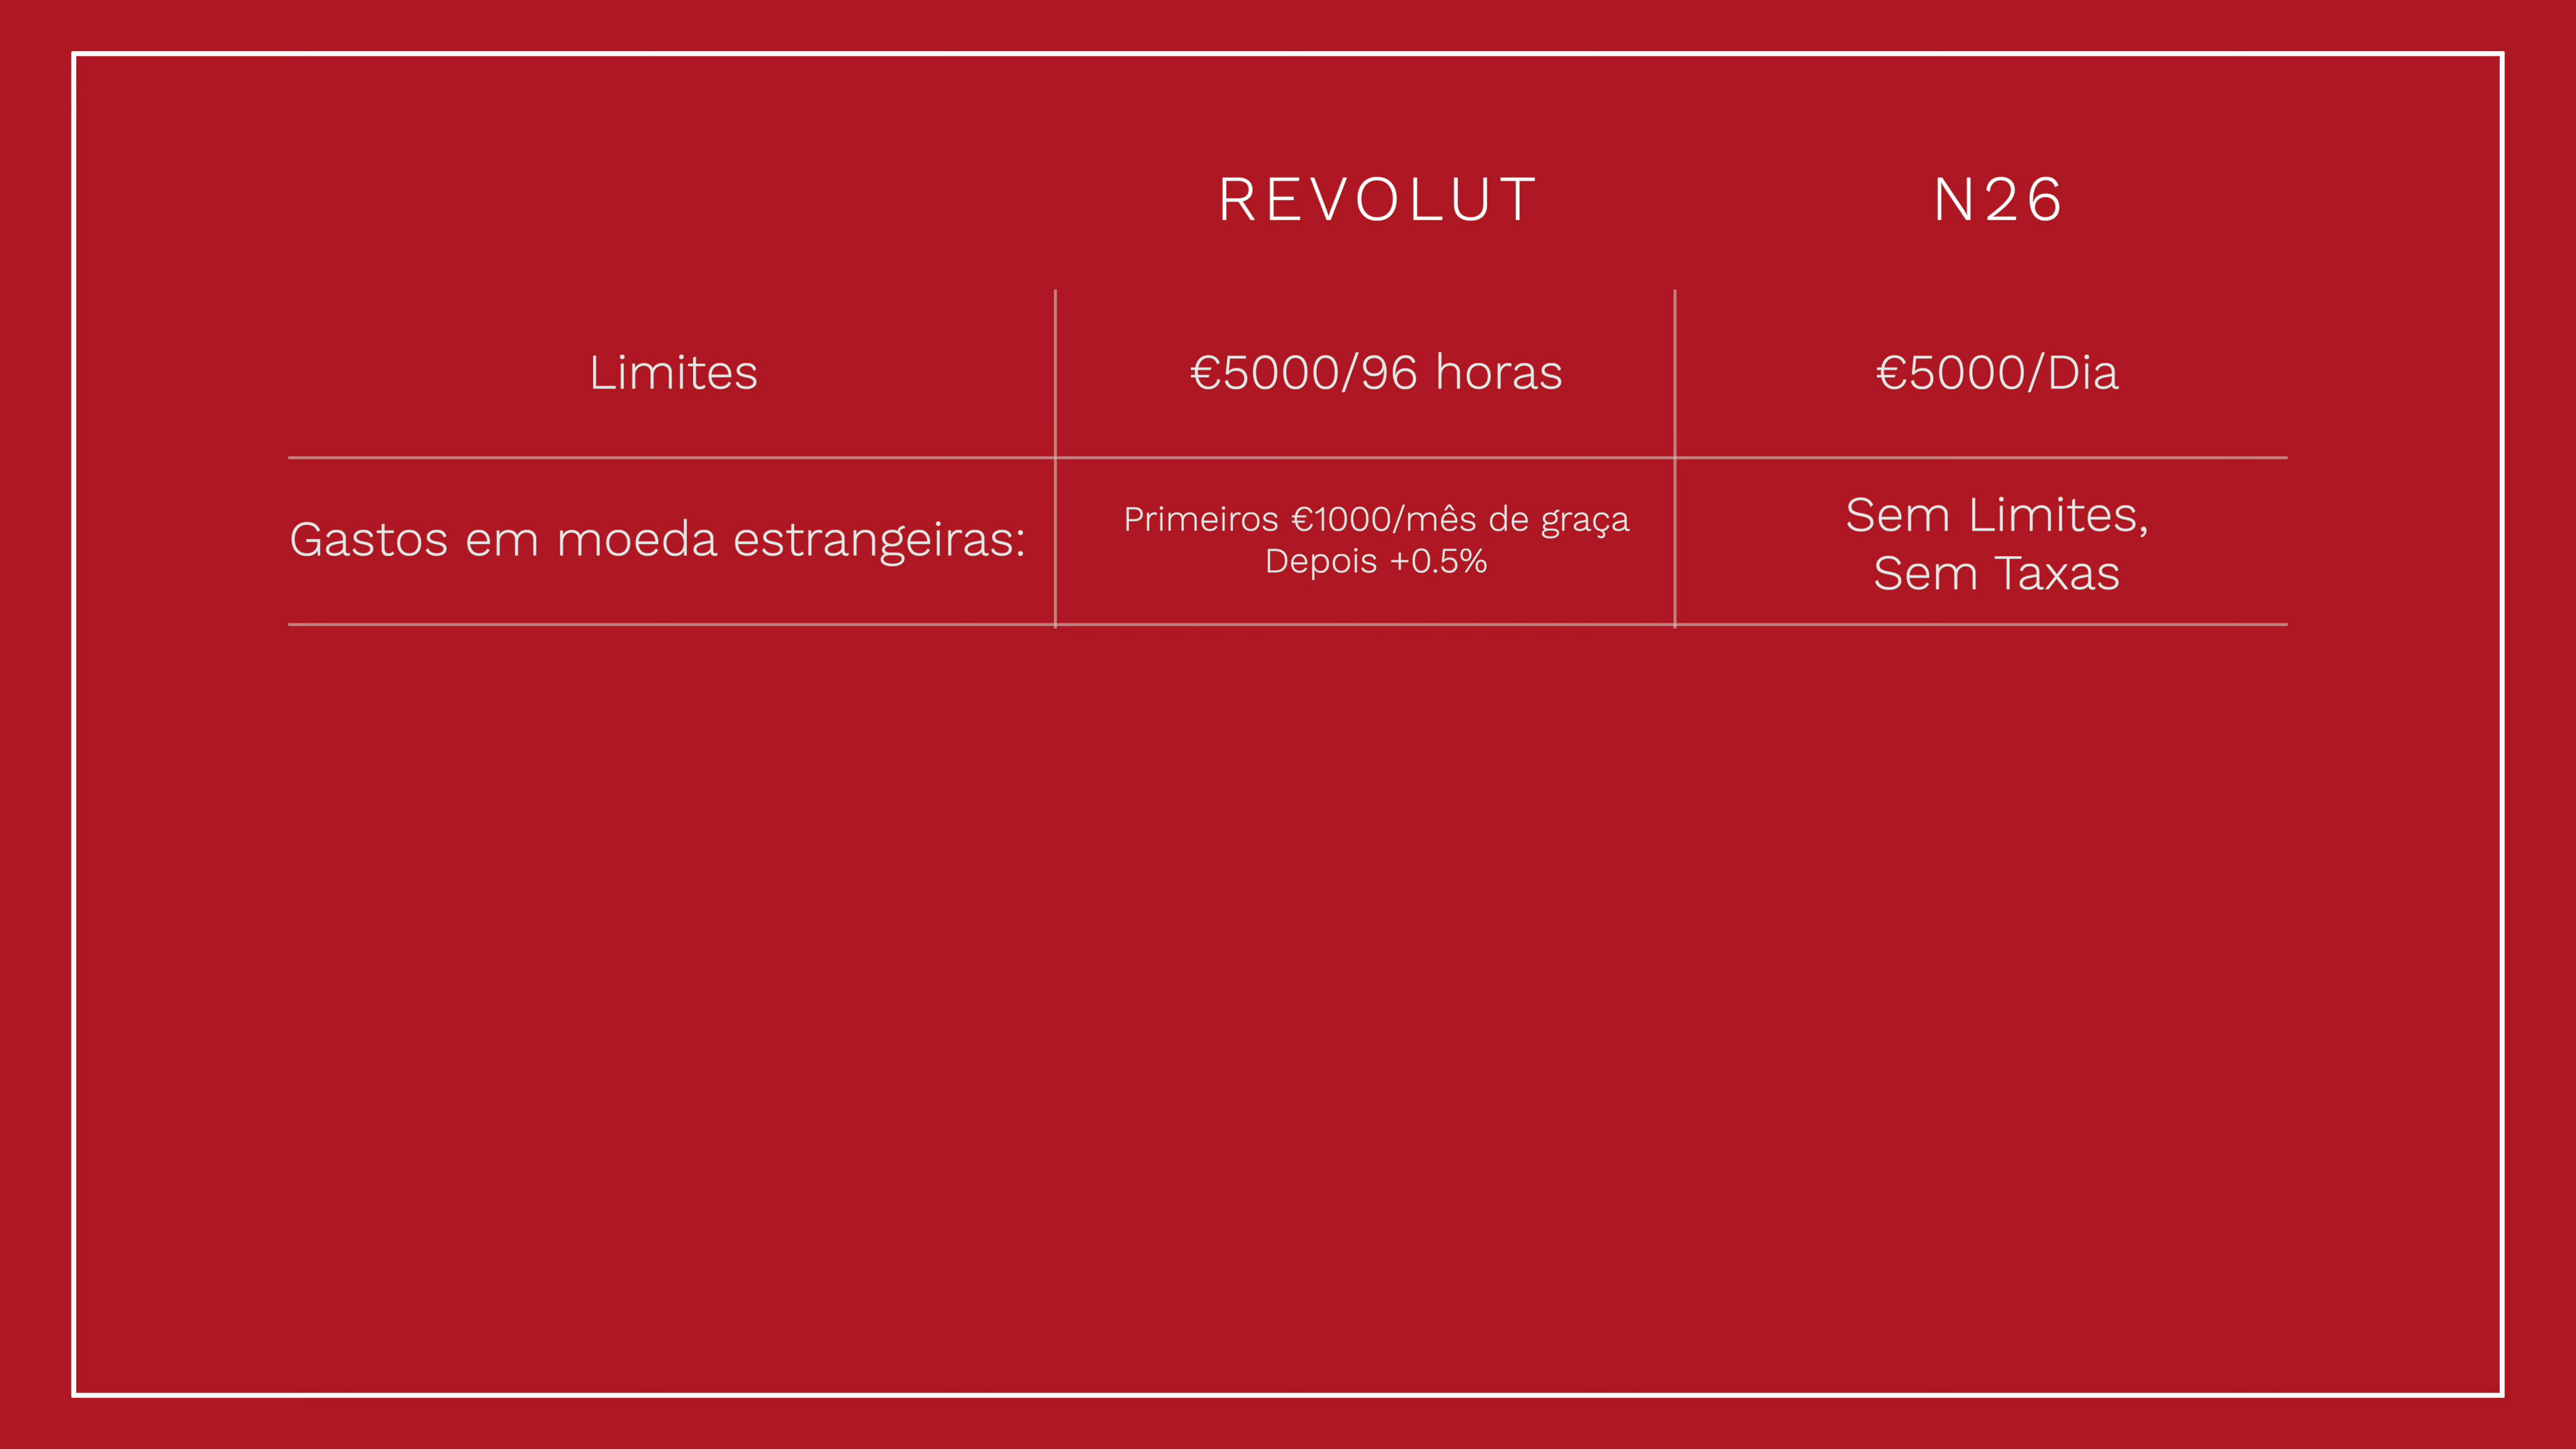 REVOLUT
N26
Limites
€5000/96 horas
€5000/Dia
Gastos em moeda estrangeiras:
Primeiros €1000/mês de graça
Depois +0.5%
Sem Limites,
Sem Taxas